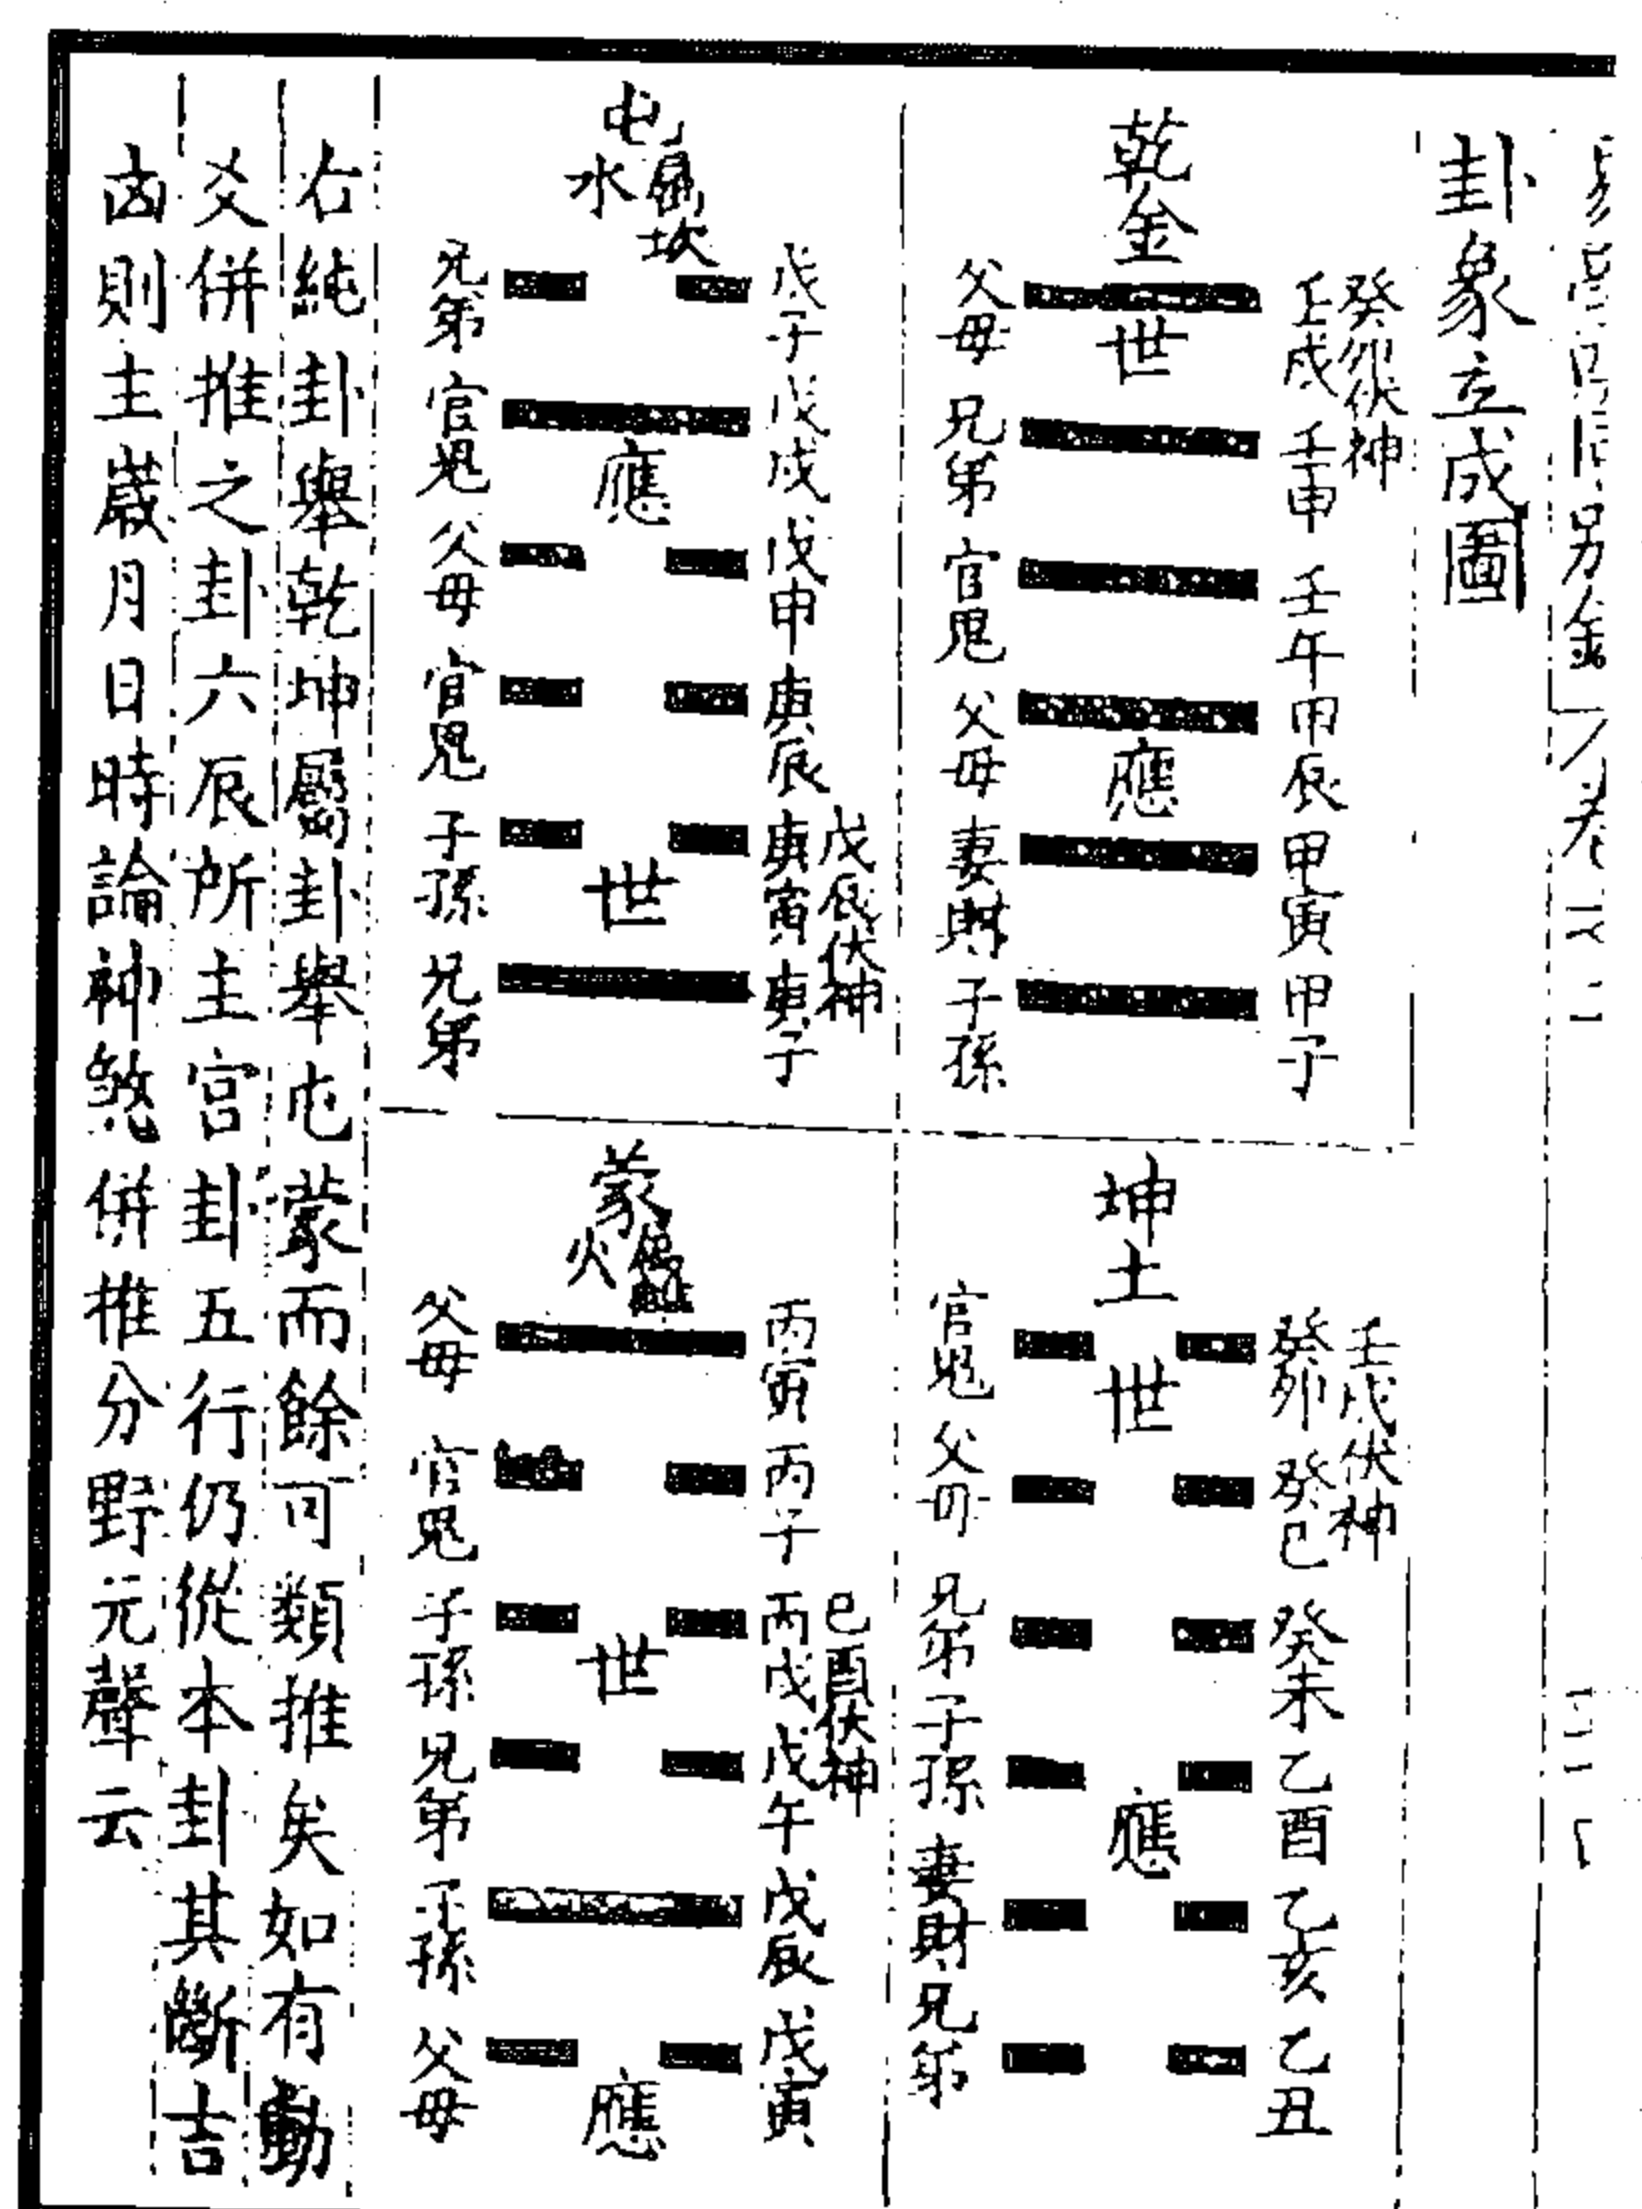 卦象立成圖
乾金
癸卯伏神
壬戌 壬申 壬午 甲辰 甲寅 甲子
世 應
父母 兄弟 官鬼 父母 妻財 子孫
坤土
壬戌伏神
癸卯 癸巳 癸未 乙酉 乙亥 乙丑
世 應
官鬼 父母 兄弟 子孫 妻財 兄弟
屯屬坎
水
戊辰伏神
戊子 戊戌 戊申 庚辰 庚寅 庚子
應 世
兄弟 官鬼 父母 官鬼 子孫 兄弟
蒙
火
己酉伏神
丙寅 丙子 丙戌 戊午 戊辰 戊寅
世 應
父母 官鬼 子孫 兄弟 子孫 父母
右純卦舉乾坤屬卦舉屯蒙而餘可類推矣如有動
爻併推之卦六辰所主宮卦五行仍從本卦其斷吉
凶則主歲月日時論神煞併推分野元聲云